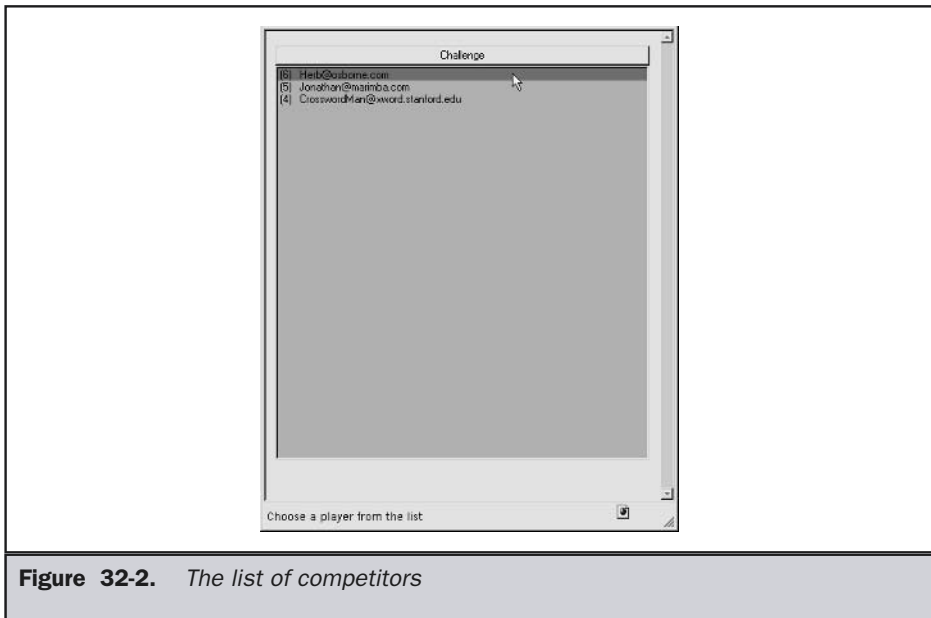 Challenge
(6) Herb@osborne.com
(5) Jonathan@marimba.com
(4) CrosswordMan@xword.stanford.edu
Choose a player from the list
Figure 32-2. The list of competitors